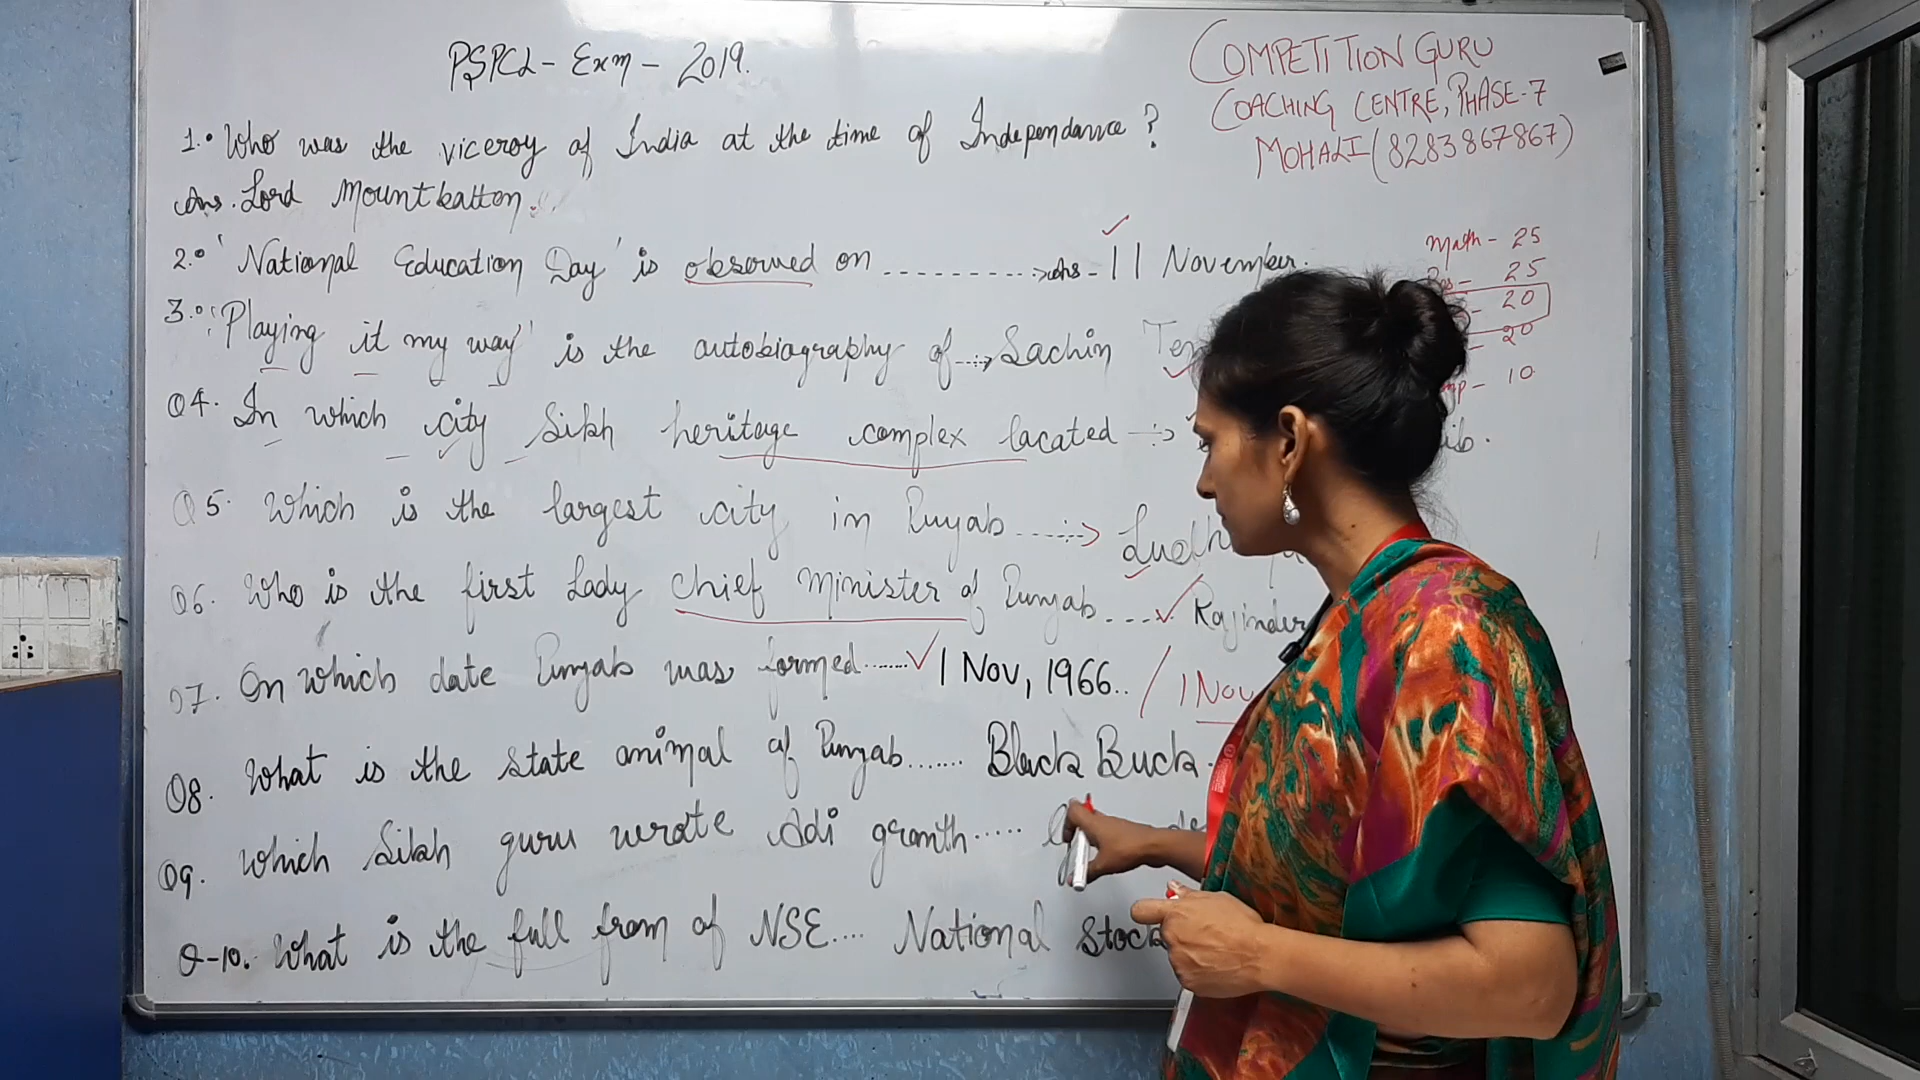 PSPCL - Exam - 2019.
COMPETITION GURU
COACHING CENTRE, PHASE-7
MOHALI (8283867867)
1. Who was the viceroy of India at the time of Independance?
Ans. Lord Mountbatton.
2. 'National Education Day' is observed on ----------> Ans - 11 November.
3. 'Playing it my way' is the autobiography of ---> Sachin
Q4. In which city Sikh heritage complex lacated -->
Q5. Which is the largest city in Punjab ----->
Q6. Who is the first Lady chief minister of Punjab.... Rajinder
Q7. On which date Punjab was formed....... 1 Nov, 1966.. / 1 Nov
Q8. What is the state animal of Punjab...... Black Buck.
Q9. Which Sikh guru wrote Adi granth.....
Q-10. What is the full from of NSE.... National Stock
Math - 25
25
20
20
10